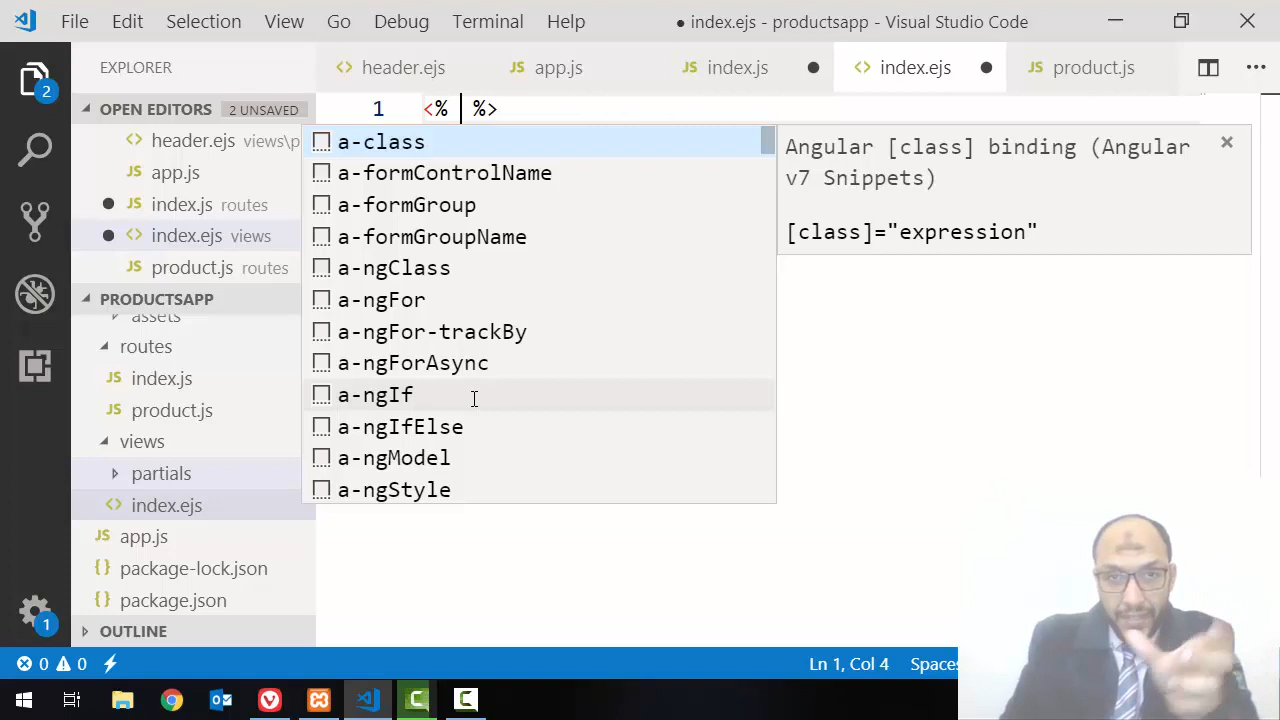 File Edit Selection View Go Debug Terminal Help
● index.ejs - productsapp - Visual Studio Code
EXPLORER
header.ejs app.js index.js index.ejs product.js
OPEN EDITORS 2 UNSAVED
header.ejs views\p
app.js
index.js routes
index.ejs views
product.js routes
PRODUCTSAPP
assets
routes
index.js
product.js
views
partials
index.ejs
app.js
package-lock.json
package.json
OUTLINE
2
1
1 <% %>
a-class
a-formControlName
a-formGroup
a-formGroupName
a-ngClass
a-ngFor
a-ngFor-trackBy
a-ngForAsync
a-ngIf
a-ngIfElse
a-ngModel
a-ngStyle
Angular [class] binding (Angular
v7 Snippets)
[class]="expression"
0 0 Ln 1, Col 4 Spaces